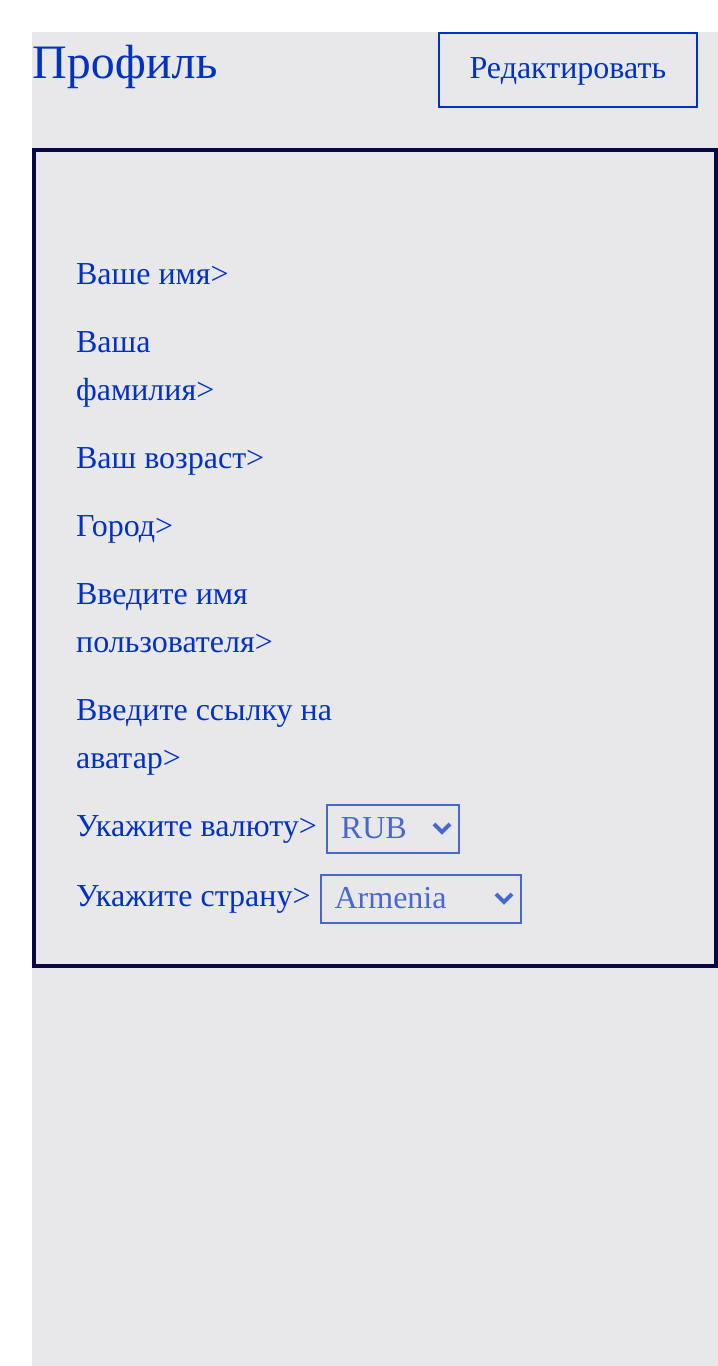 Профиль
Редактировать
Ваше имя>
Ваша
фамилия>
Ваш возраст>
Город>
Введите имя
пользователя>
Введите ссылку на
аватар>
Укажите валюту> RUB
Укажите страну> Armenia